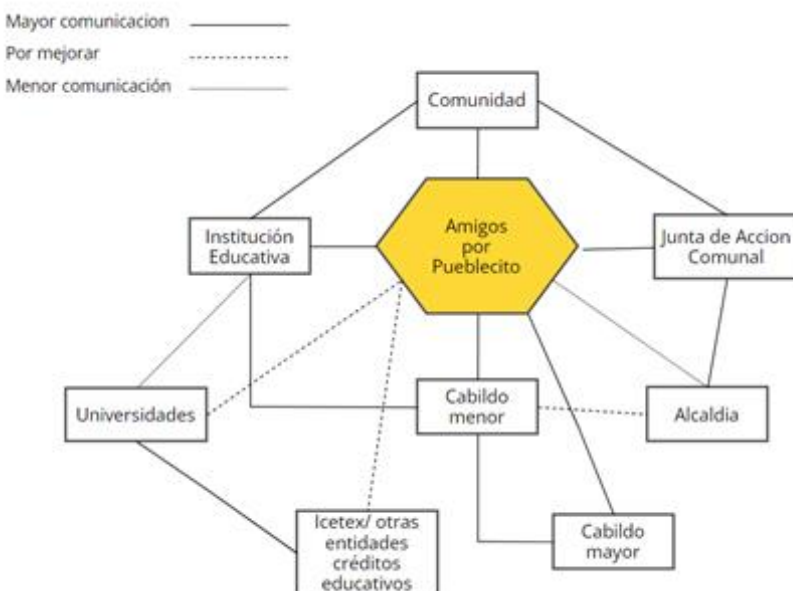 Mayor comunicacion
Por mejorar
Menor comunicación
Comunidad
Institución
Educativa
Amigos
por
Pueblecito
Junta de Accion
Comunal
Universidades
Cabildo
menor
Alcaldia
Icetex/ otras
entidades
créditos
educativos
Cabildo
mayor